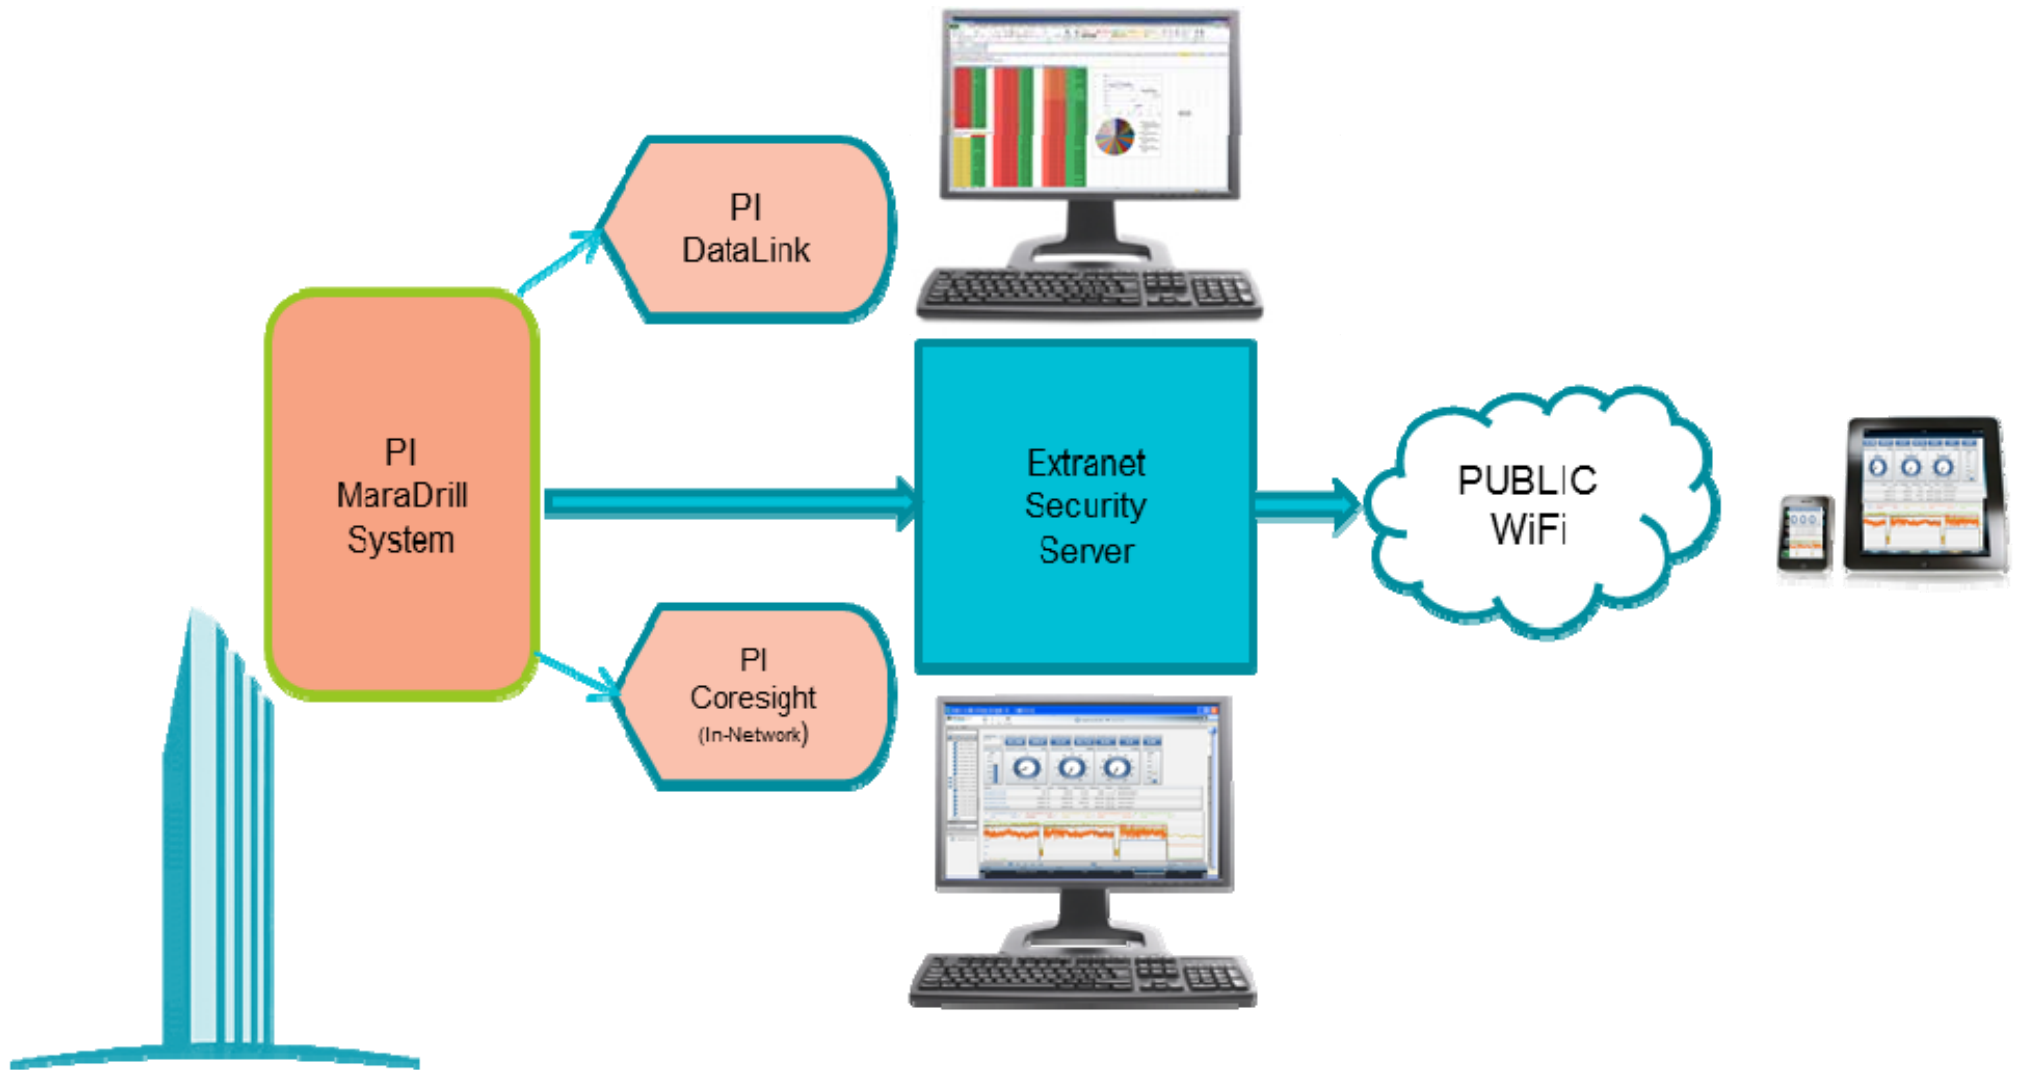 PI
DataLink
PI
MaraDrill
System
Extranet
Security
Server
PUBLIC
WiFi
PI
Coresight
(In-Network)